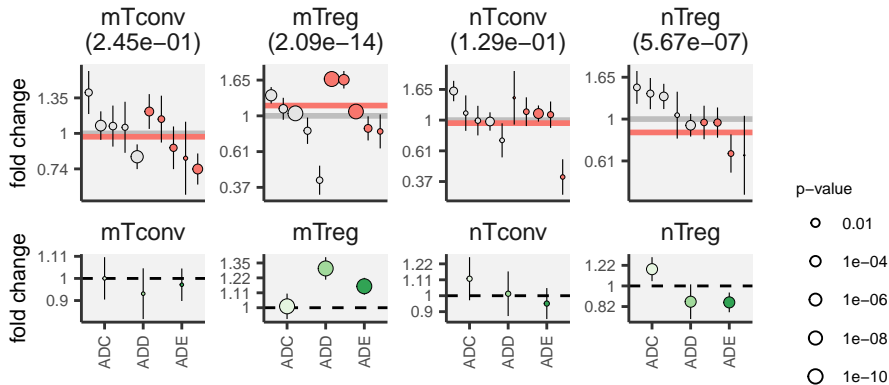 mTconv
(2.45e−01)
mTreg
(2.09e−14)
nTconv
(1.29e−01)
nTreg
(5.67e−07)
fold change
1.35
1
0.74
1.65
1
0.61
0.37
1.65
1
0.61
0.37
1.65
1
0.61
mTconv
mTreg
nTconv
nTreg
fold change
1.11
1
0.9
1.35
1.22
1.11
1
1.22
1.11
1
0.9
1.22
1
0.82
ADC
ADD
ADE
ADC
ADD
ADE
ADC
ADD
ADE
ADC
ADD
ADE
p−value
0.01
1e−04
1e−06
1e−08
1e−10